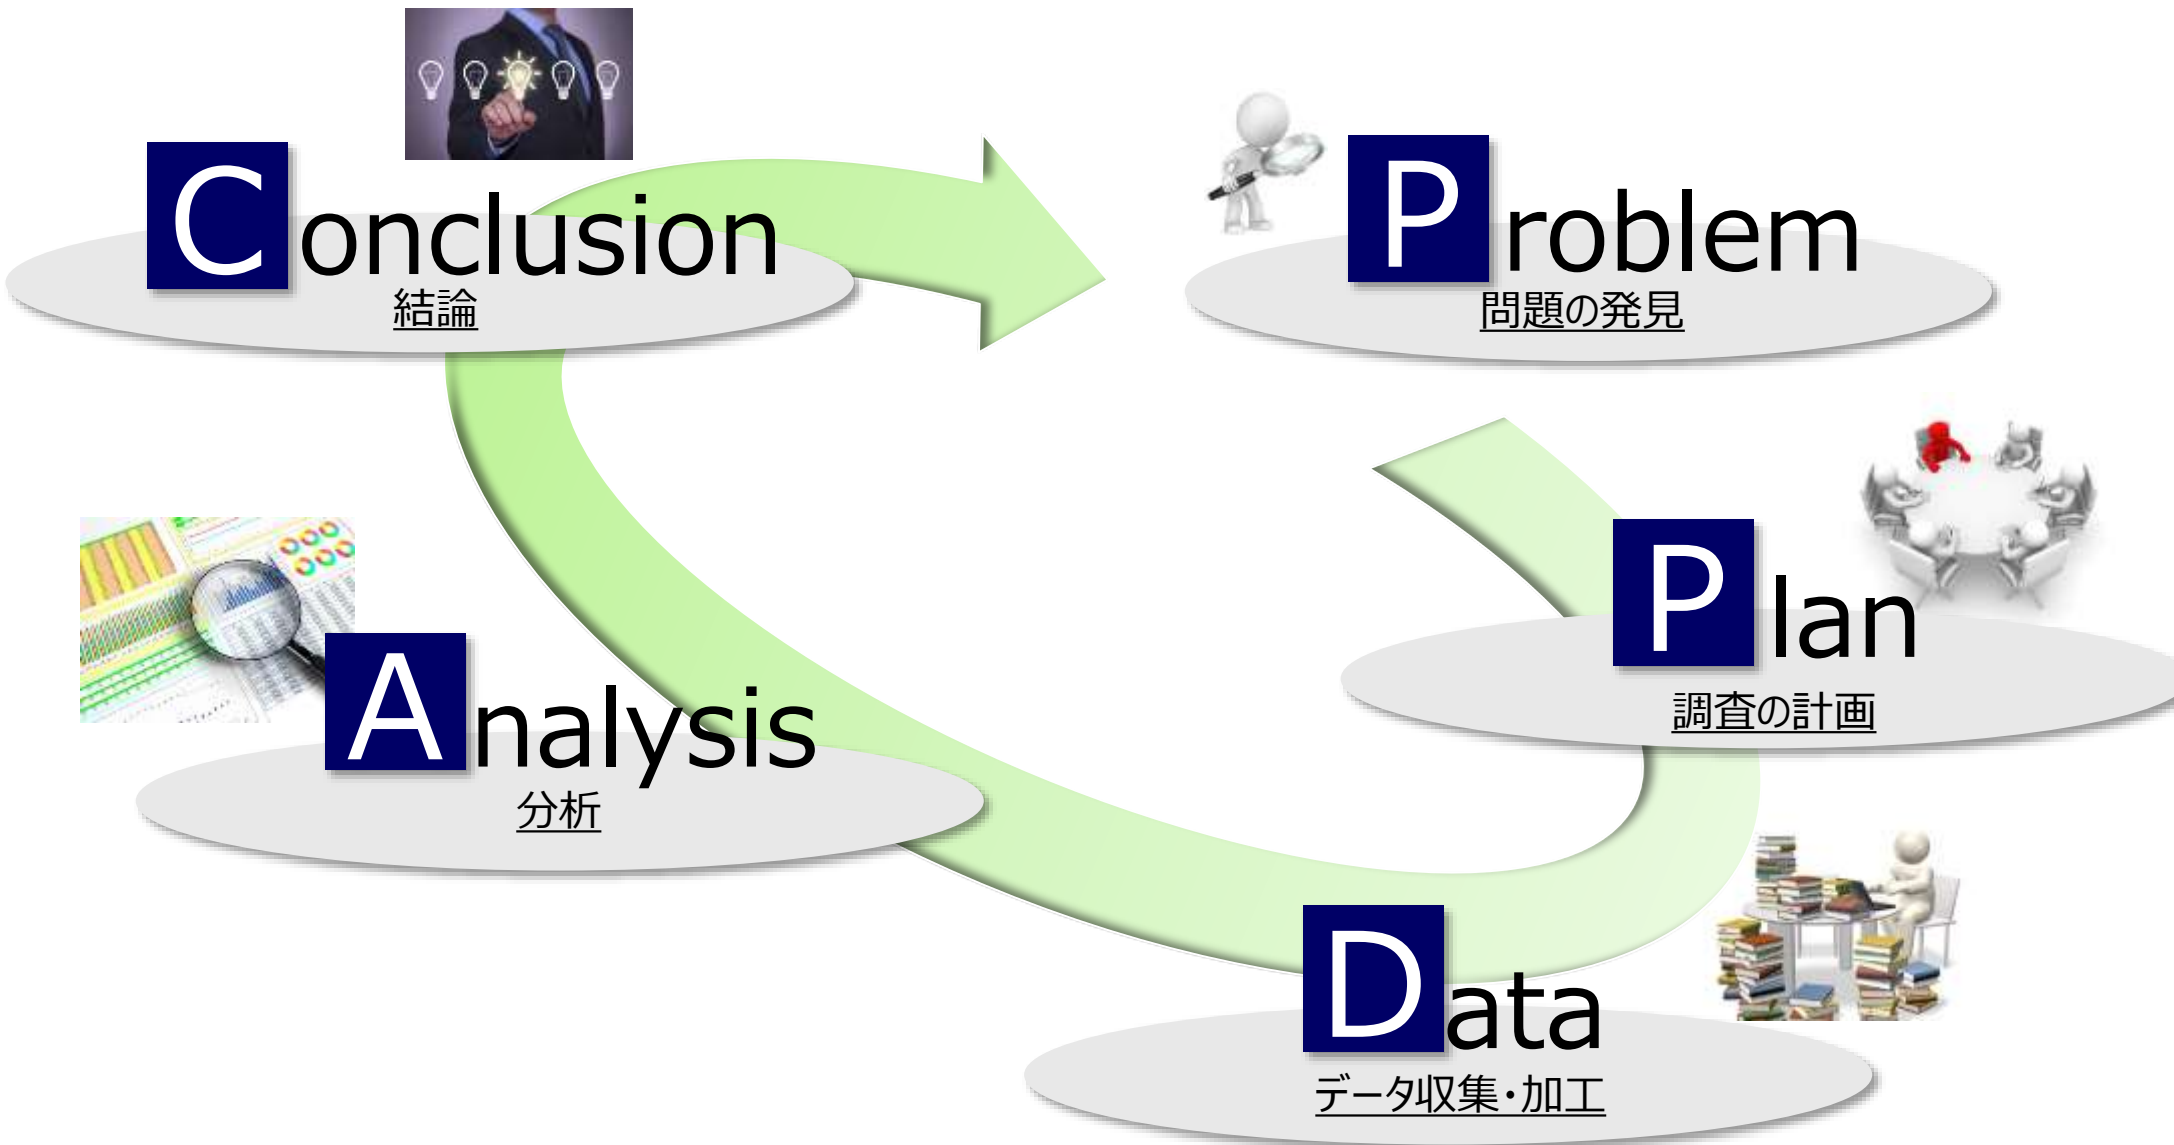 Conclusion
結論
Problem
問題の発見
Plan
調査の計画
Data
データ収集・加工
Analysis
分析